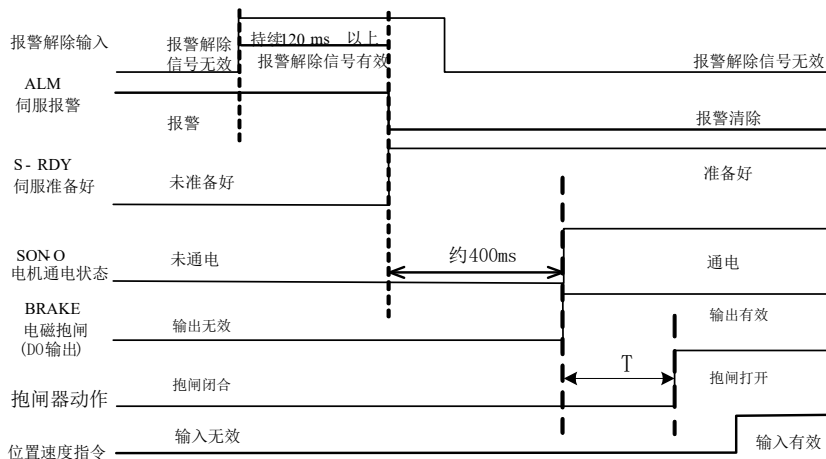 报警解除输入
报警解除
信号无效
持续120 ms 以上
报警解除信号有效
报警解除信号无效
ALM
伺服报警
报警
报警清除
S- RDY
伺服准备好
未准备好
准备好
SON-O
电机通电状态
未通电
约400ms
通电
BRAKE
电磁抱闸
(DO输出)
输出无效
输出有效
抱闸器动作
抱闸闭合
T
抱闸打开
位置速度指令
输入无效
输入有效